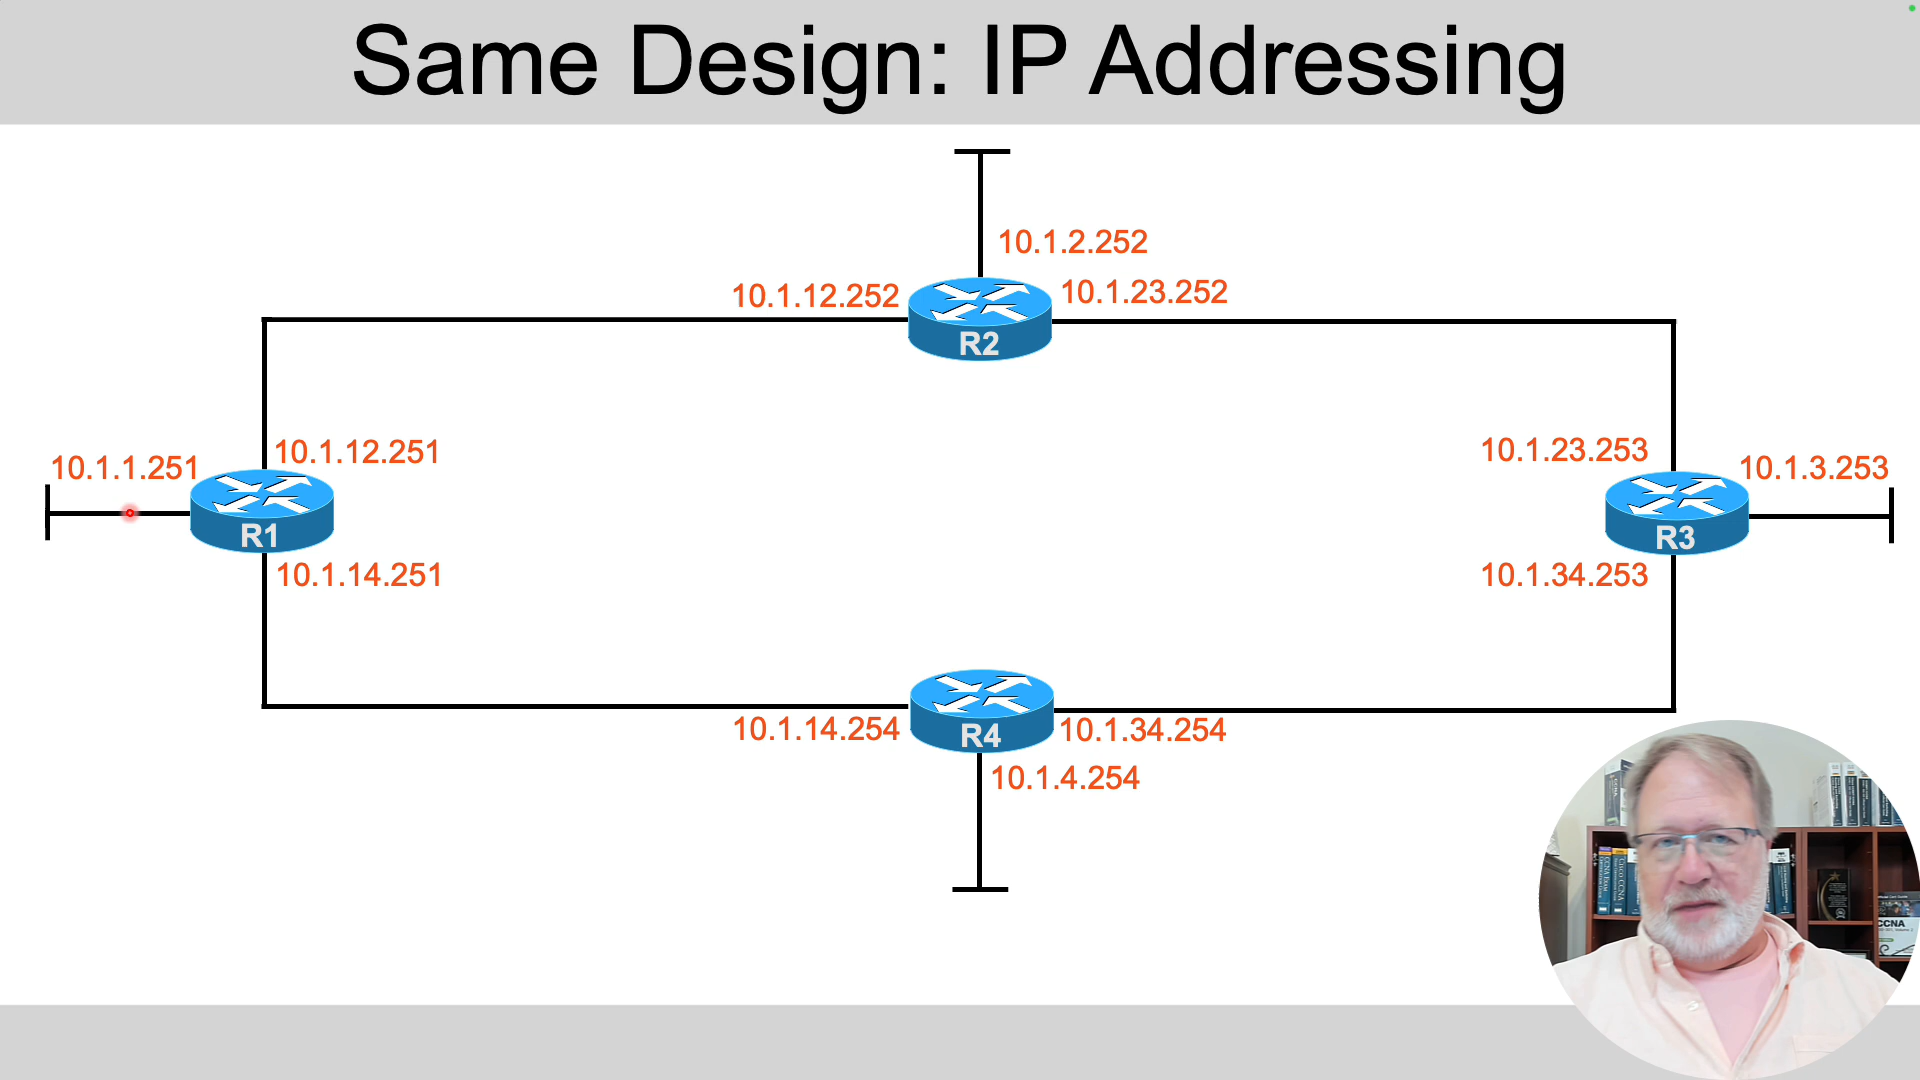 Same Design: IP Addressing
10.1.2.252
10.1.12.252
10.1.23.252
R2
10.1.1.251
10.1.12.251
R1
10.1.14.251
10.1.23.253
10.1.3.253
R3
10.1.34.253
R4
10.1.14.254
10.1.34.254
10.1.4.254
CCNA